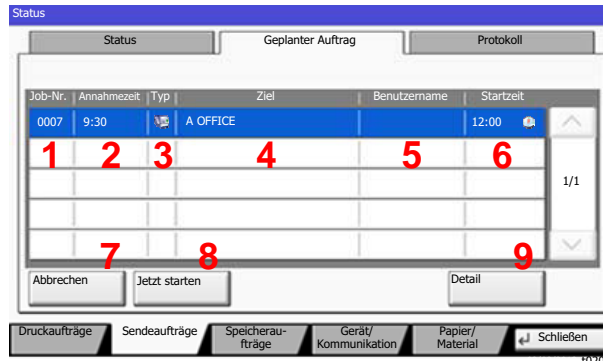 Status
Status Geplanter Auftrag Protokoll
Job-Nr. Annahmezeit Typ Ziel Benutzername Startzeit
0007 9:30 A OFFICE 12:00
1 2 3 4 5 6
1/1
7 8 9
Abbrechen Jetzt starten Detail
Druckaufträge Sendeaufträge Speicherau-
fträge Gerät/
Kommunikation Papier/
Material Schließen